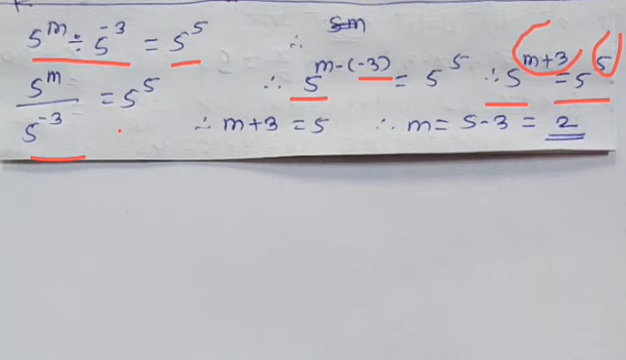 5^m ÷ 5^-3 = 5^5 ∴
5^m / 5^-3 = 5^5 ∴ 5^m-(-3) = 5^5 ∴ 5^m+3 = 5^5
∴ m+3 = 5 ∴ m = 5-3 = 2